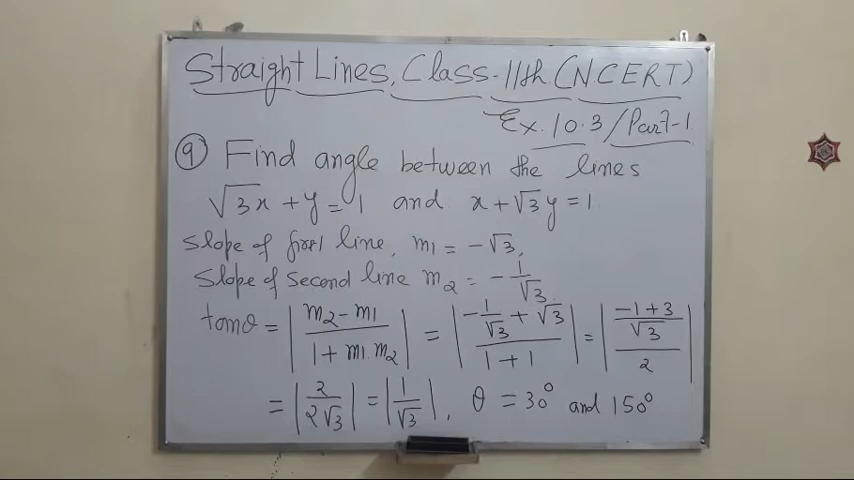 Straight Lines, Class-11th (NCERT)
Ex.10.3/Part-1
9 Find angle between the lines
√3x + y = 1 and x + √3y = 1
Slope of first line, m1 = -√3,
Slope of second line m2 = -1/√3
tanθ = |(m2 - m1)/(1 + m1.m2)| = |(-1/√3 + √3)/(1 + 1)| = |((-1+3)/√3)/2|
= |2/2√3| = |1/√3|, θ = 30° and 150°